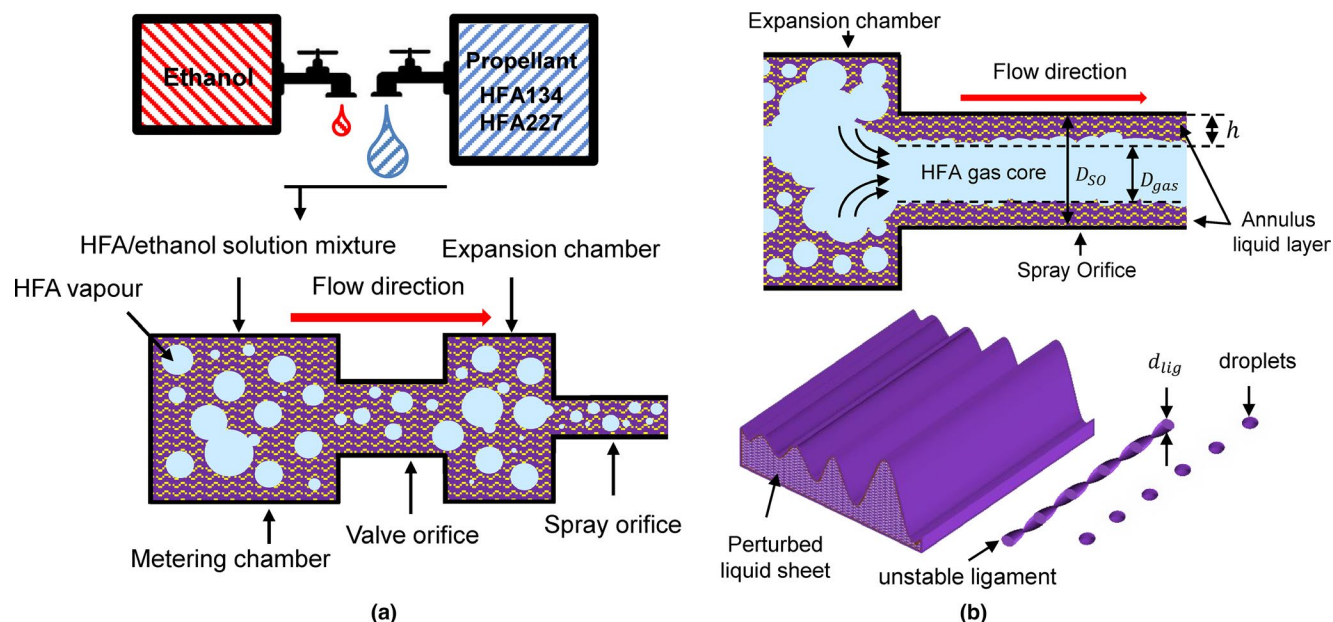 Ethanol
Propellant
HFA134
HFA227
HFA/ethanol solution mixture
Expansion chamber
HFA vapour
Flow direction
Metering chamber
Valve orifice
Spray orifice
(a)
Expansion chamber
Flow direction
h
HFA gas core
D_SO
D_gas
Annulus
liquid layer
Spray Orifice
d_lig
droplets
Perturbed
liquid sheet
unstable ligament
(b)